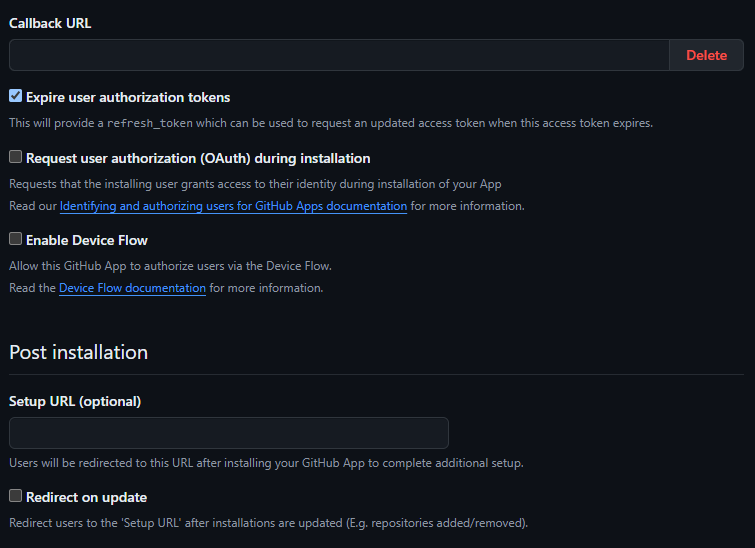 Callback URL
Delete
Expire user authorization tokens
This will provide a refresh_token which can be used to request an updated access token when this access token expires.
Request user authorization (OAuth) during installation
Requests that the installing user grants access to their identity during installation of your App
Read our Identifying and authorizing users for GitHub Apps documentation for more information.
Enable Device Flow
Allow this GitHub App to authorize users via the Device Flow.
Read the Device Flow documentation for more information.
Post installation
Setup URL (optional)
Users will be redirected to this URL after installing your GitHub App to complete additional setup.
Redirect on update
Redirect users to the 'Setup URL' after installations are updated (E.g. repositories added/removed).